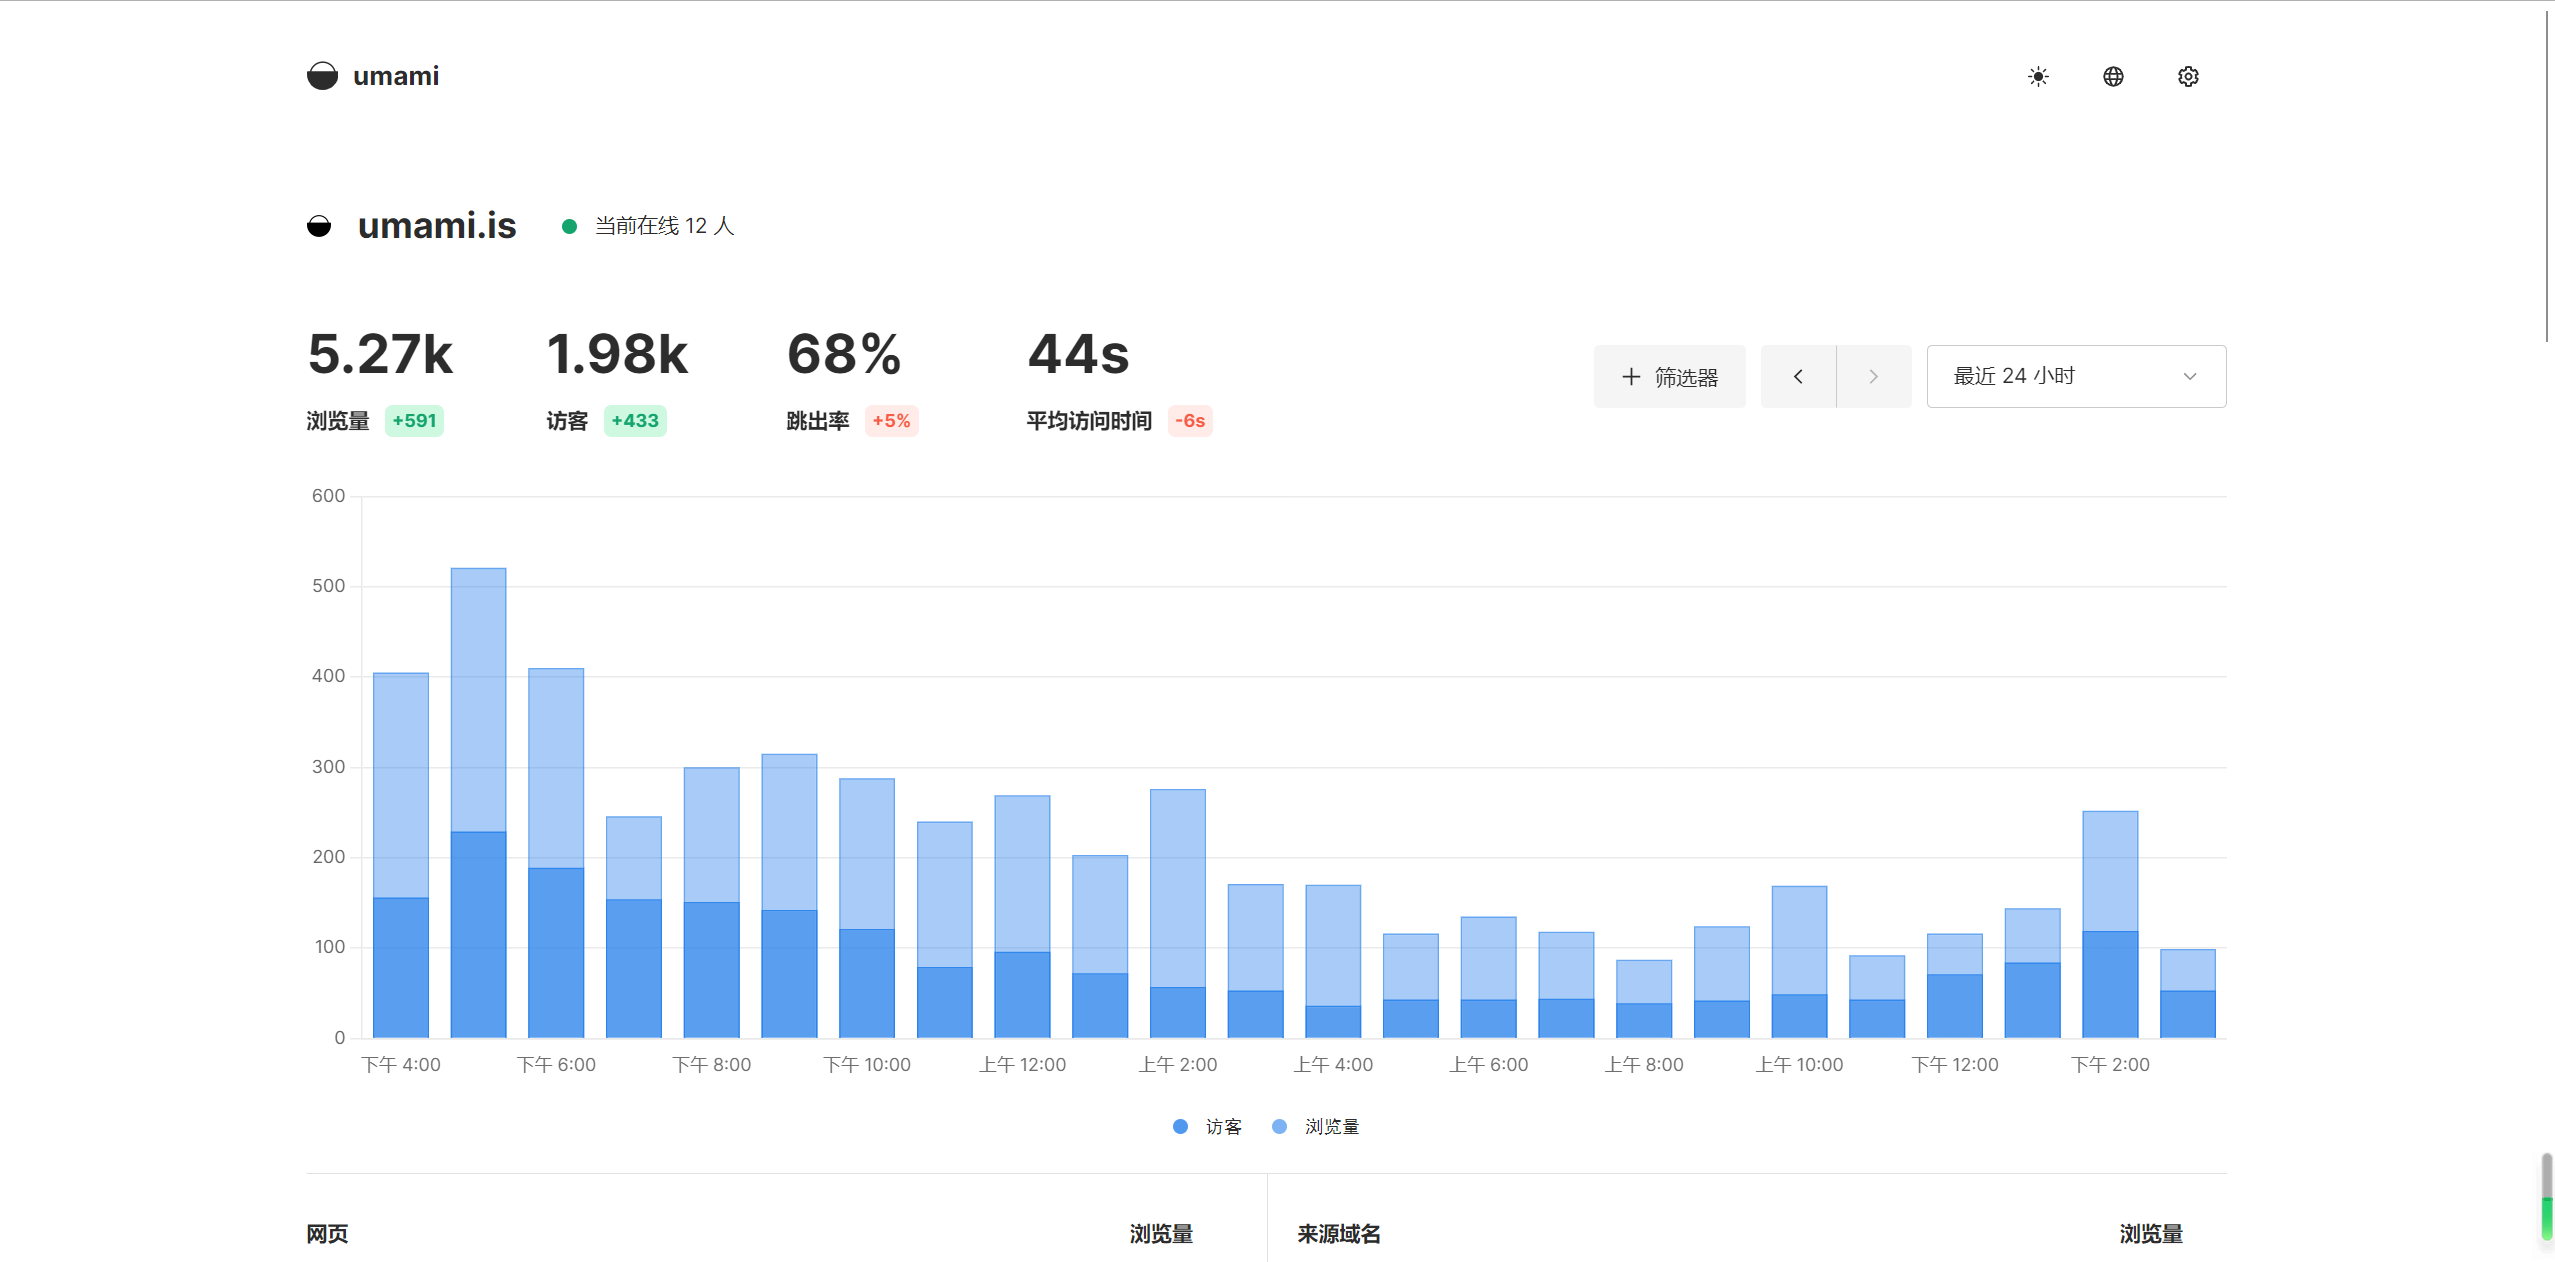 umami
umami.is 当前在线 12 人
5.27k 1.98k 68% 44s
浏览量 +591 访客 +433 跳出率 +5% 平均访问时间 -6s
筛选器 最近 24 小时
600
500
400
300
200
100
0
下午 4:00 下午 6:00 下午 8:00 下午 10:00 上午 12:00 上午 2:00 上午 4:00 上午 6:00 上午 8:00 上午 10:00 下午 12:00 下午 2:00
访客 浏览量
网页 浏览量 来源域名 浏览量